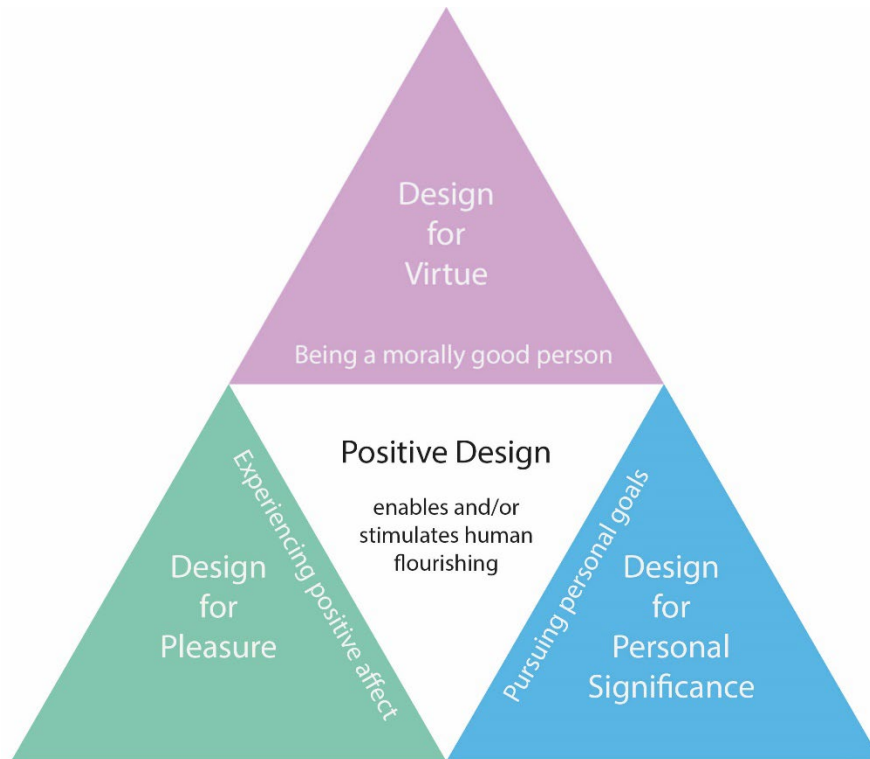 Design
for
Virtue
Being a morally good person
Positive Design
enables and/or
stimulates human
flourishing
Experiencing positive affect
Design
for
Pleasure
Pursuing personal goals
Design
for
Personal
Significance